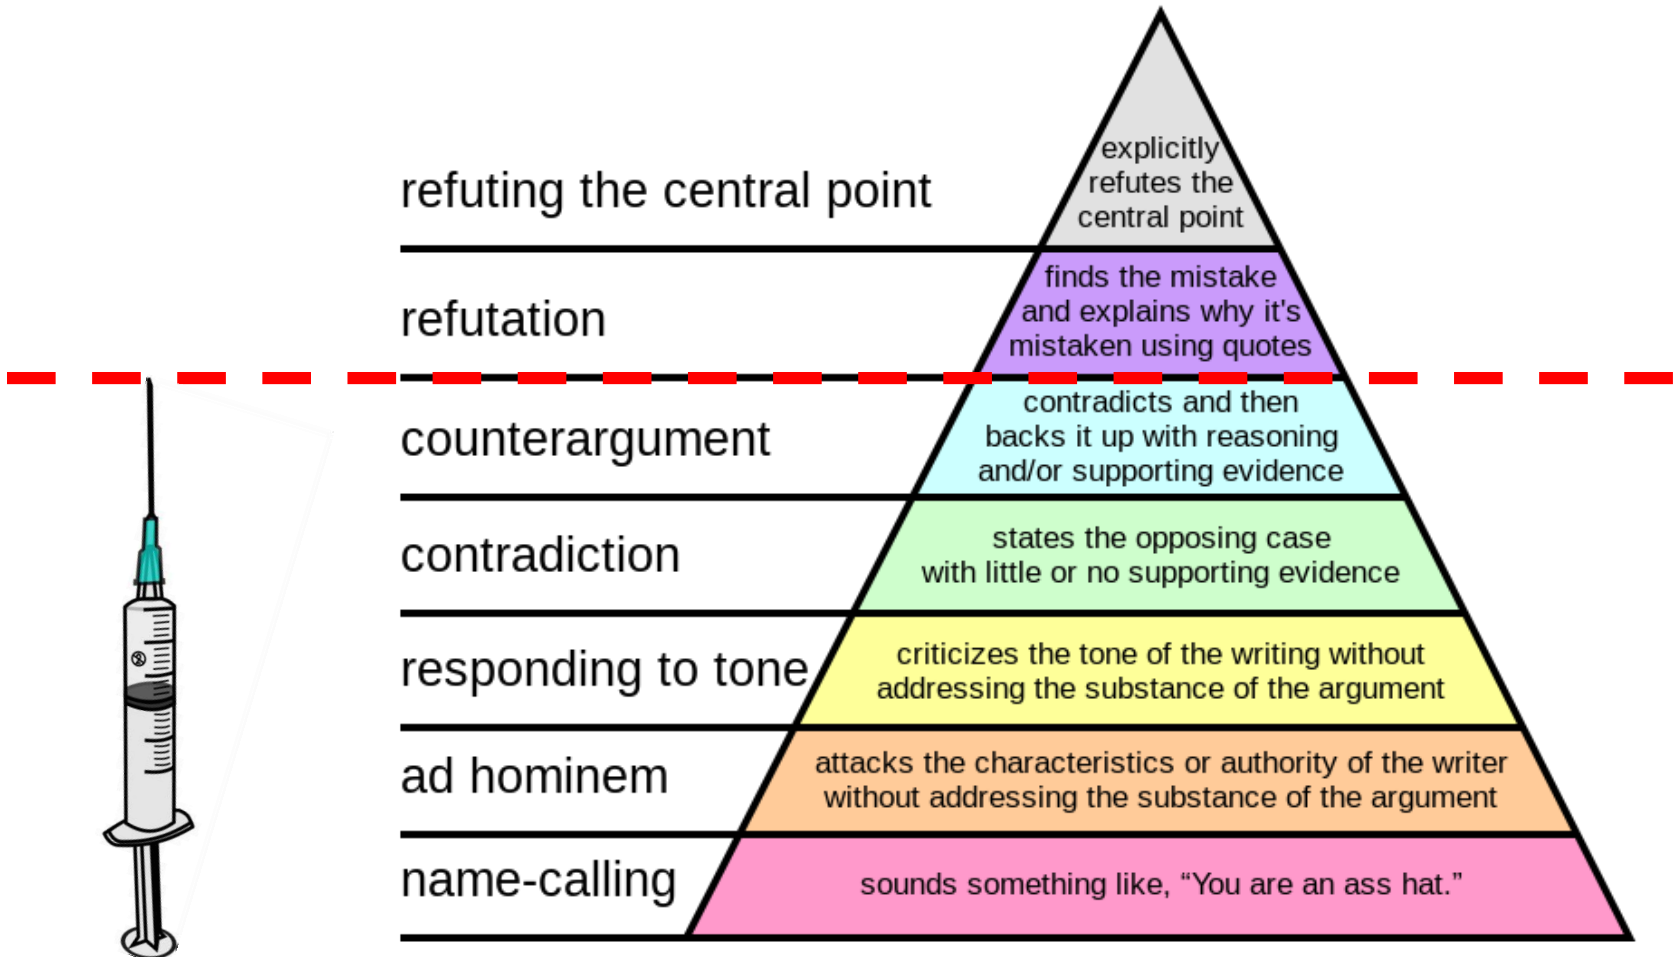 refuting the central point
explicitly
refutes the
central point
refutation
finds the mistake
and explains why it's
mistaken using quotes
counterargument
contradicts and then
backs it up with reasoning
and/or supporting evidence
contradiction
states the opposing case
with little or no supporting evidence
responding to tone
criticizes the tone of the writing without
addressing the substance of the argument
ad hominem
attacks the characteristics or authority of the writer
without addressing the substance of the argument
name-calling
sounds something like, “You are an ass hat.”